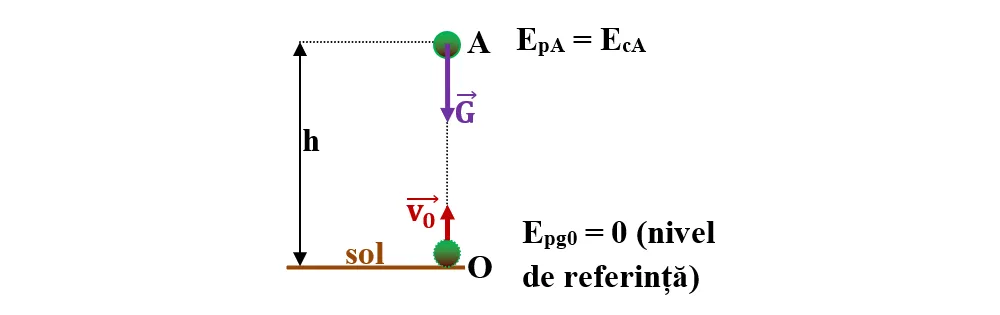 A
EpA = EcA
G
h
v0
Epg0 = 0 (nivel
de referință)
sol
O